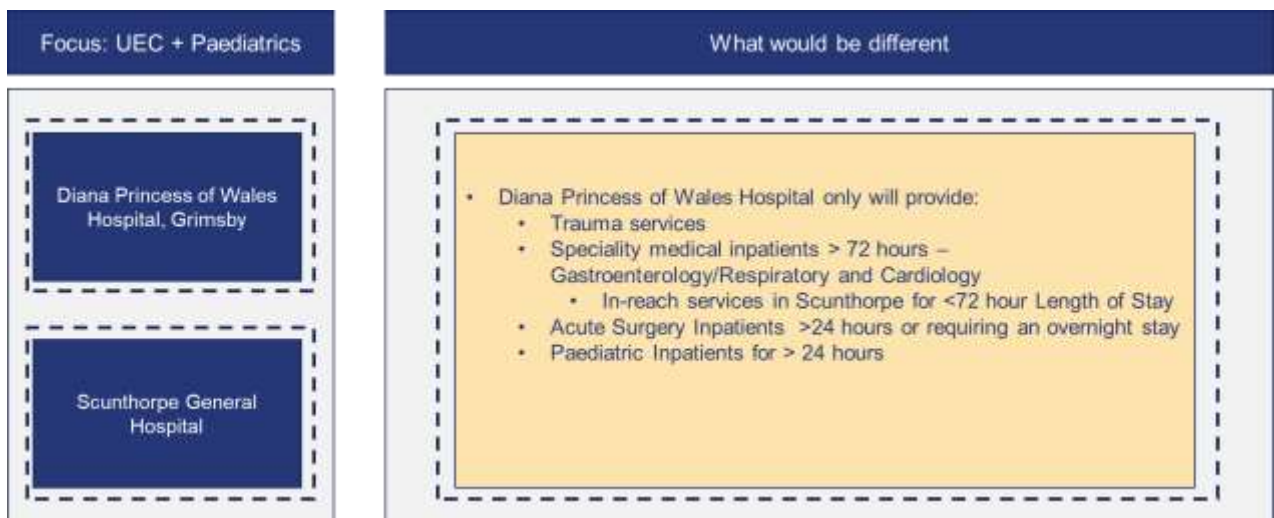 Focus: UEC + Paediatrics
What would be different
Diana Princess of Wales
Hospital, Grimsby
Scunthorpe General
Hospital
• Diana Princess of Wales Hospital only will provide:
• Trauma services
• Speciality medical inpatients > 72 hours –
Gastroenterology/Respiratory and Cardiology
• In-reach services in Scunthorpe for <72 hour Length of Stay
• Acute Surgery Inpatients >24 hours or requiring an overnight stay
• Paediatric Inpatients for > 24 hours